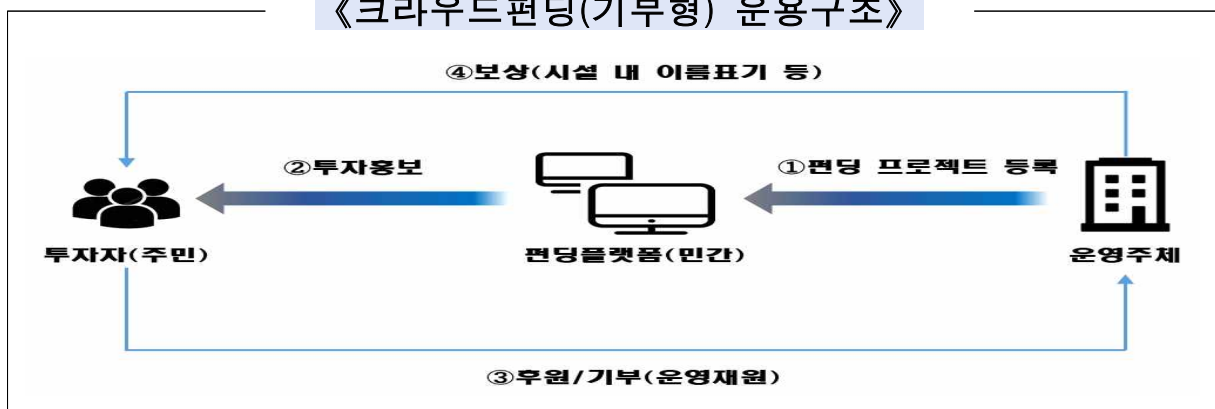 《크라우드펀딩(기부형) 운용구조》
④보상(시설 내 이름표기 등)
②투자홍보
①펀딩 프로젝트 등록
투자자(주민)
펀딩플랫폼(민간)
운영주체
③후원/기부(운영재원)